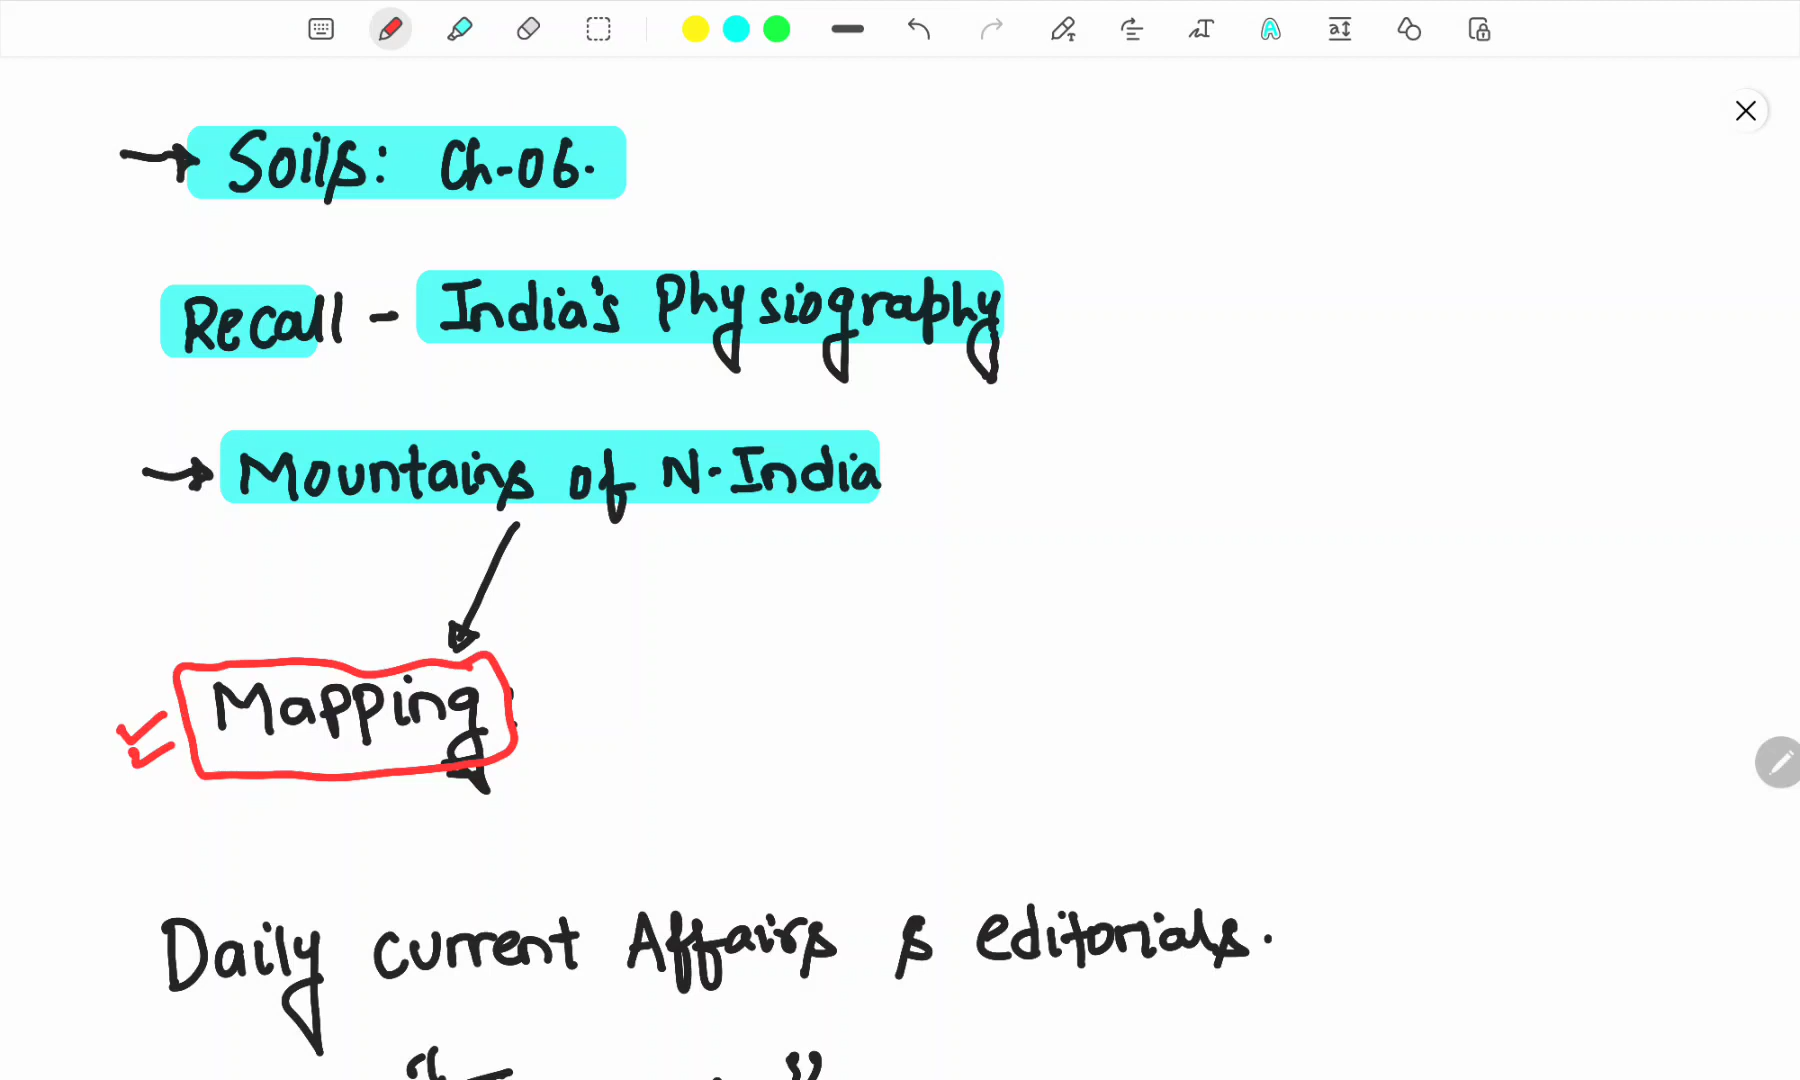 → Soils: Ch-06.
Recall - India's Physiography
→ Mountains of N·India
Mapping:
Daily current Affairs & editorials.